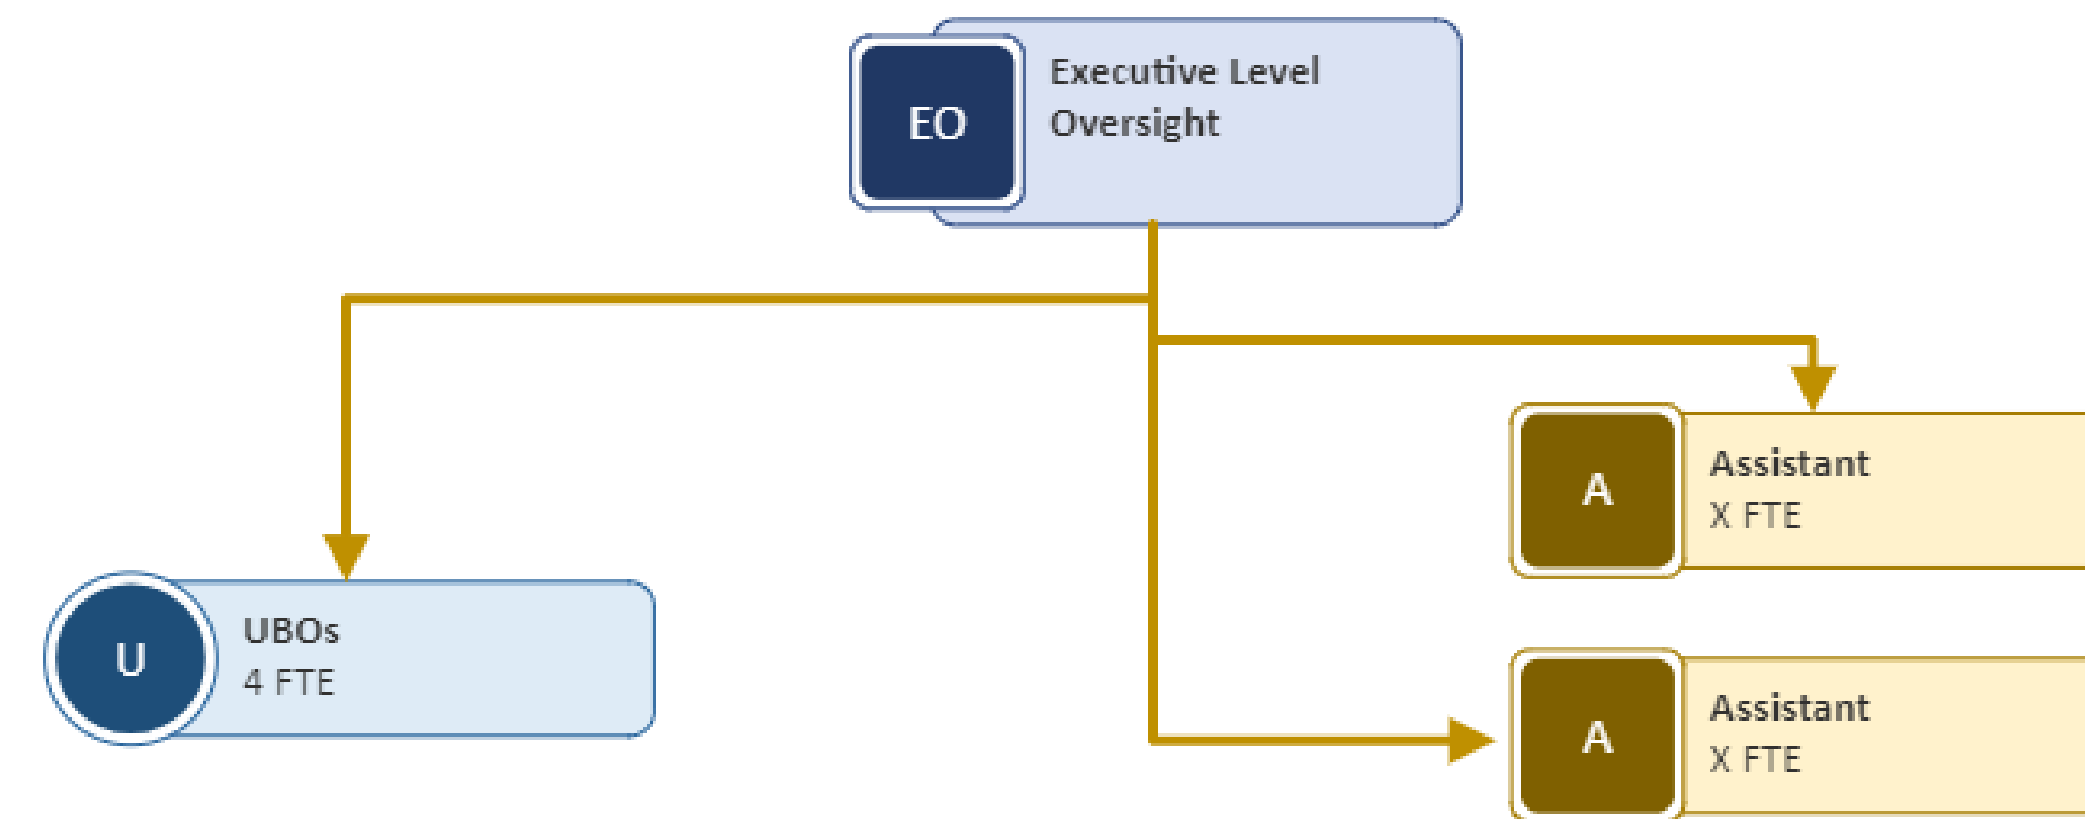 EO
Executive Level
Oversight
A
Assistant
X FTE
U
UBOs
4 FTE
A
Assistant
X FTE